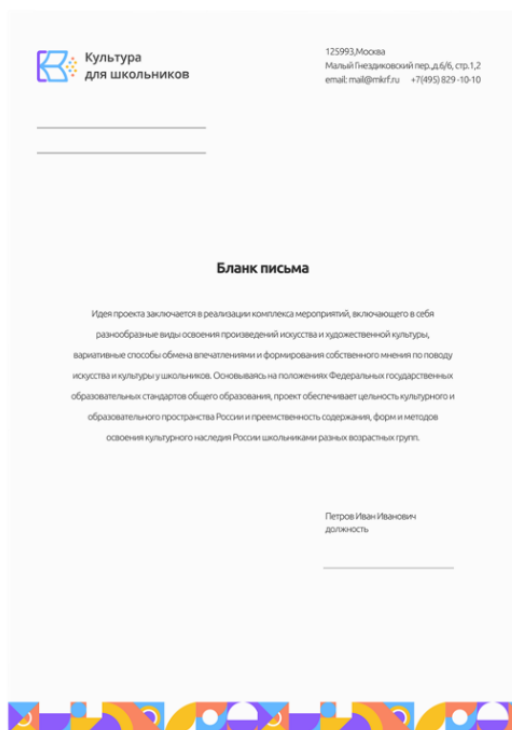 Культура
для школьников
125993,Москва
Малый Гнездиковский пер.,д.6/6, стр.1,2
email: mail@mkrf.ru +7(495) 829 -10-10
Бланк письма
Идея проекта заключается в реализации комплекса мероприятий, включающего в себя
разнообразные виды освоения произведений искусства и художественной культуры,
вариативные способы обмена впечатлениями и формирования собственного мнения по поводу
искусства и культуры у школьников. Основываясь на положениях Федеральных государственных
образовательных стандартов общего образования, проект обеспечивает цельность культурного и
образовательного пространства России и преемственность содержания, форм и методов
освоения культурного наследия России школьниками разных возрастных групп.
Петров Иван Иванович
должность